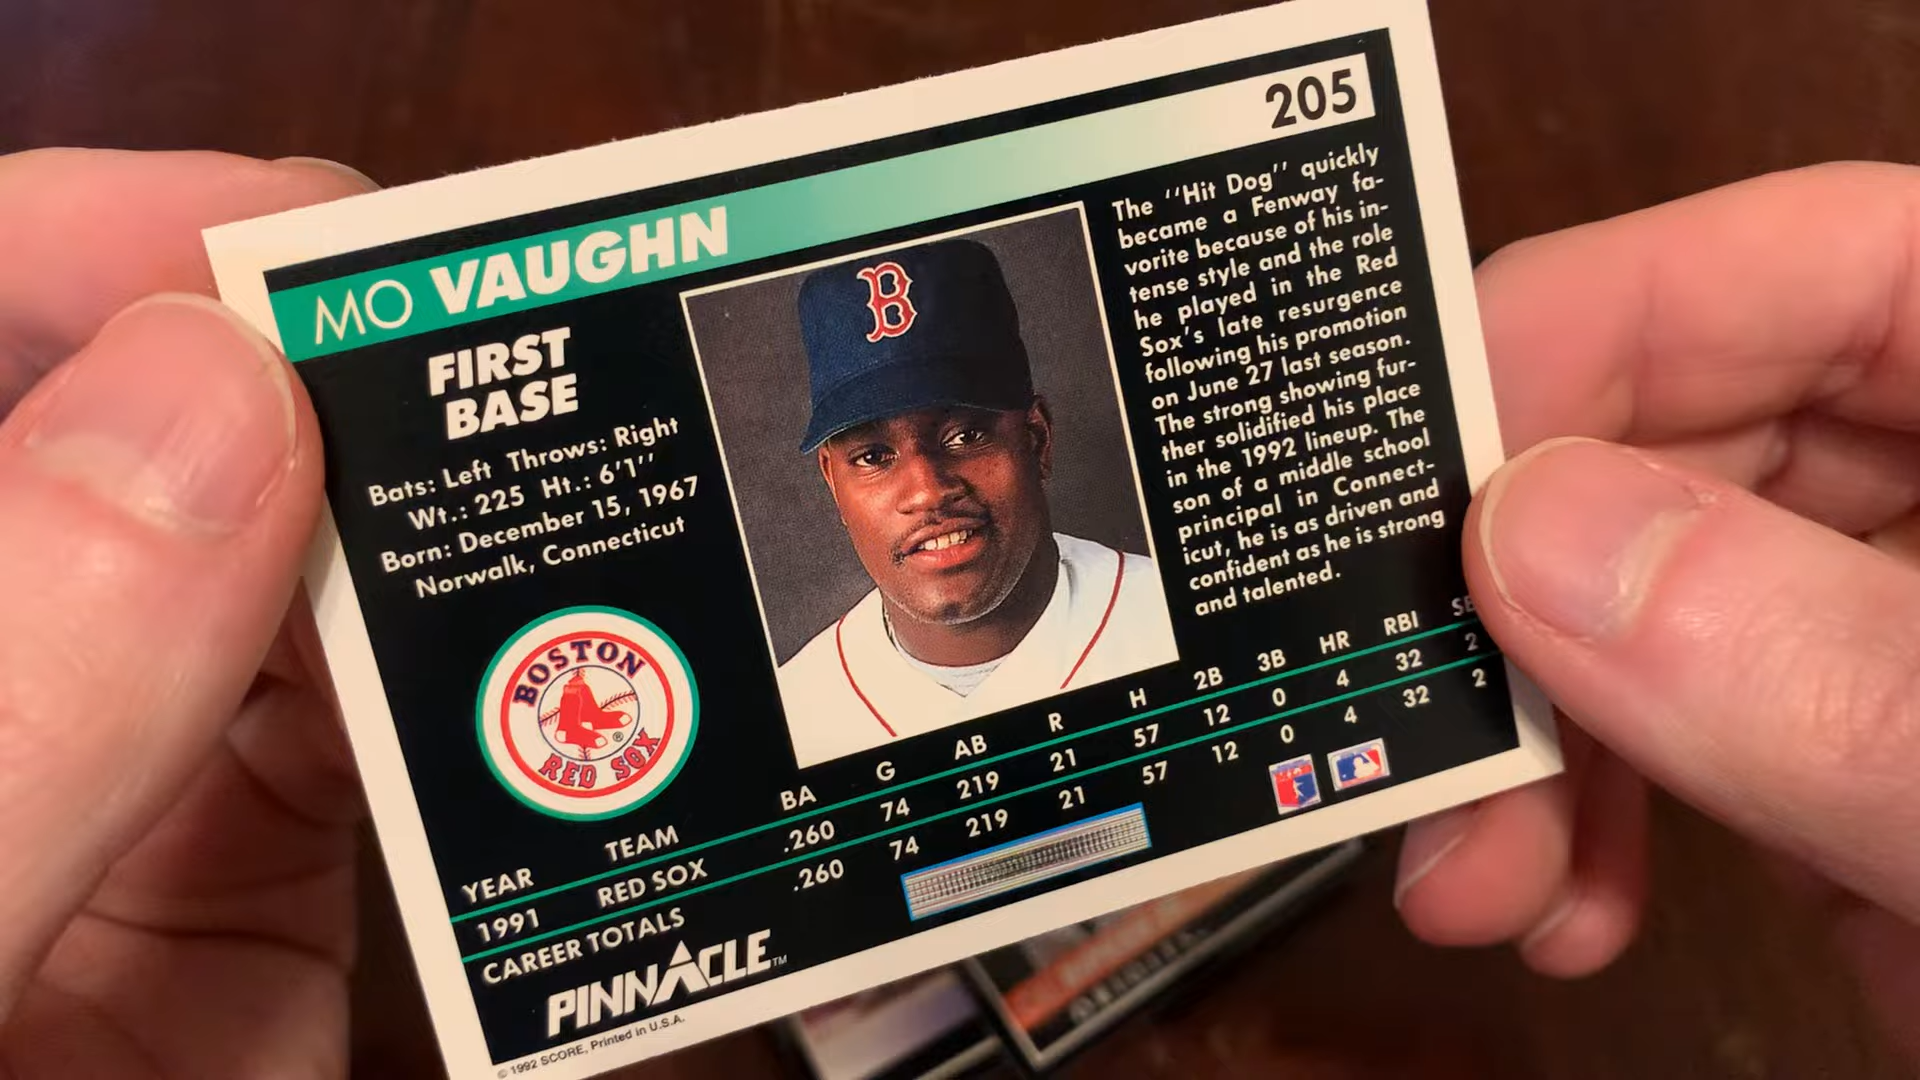 205
MO VAUGHN
FIRST
BASE
Bats: Left Throws: Right
Wt.: 225 Ht.: 6'1''
Born: December 15, 1967
Norwalk, Connecticut
B
BOSTON
RED SOX
®
The ''Hit Dog'' quickly
became a Fenway fa-
vorite because of his in-
tense style and the role
he played in the Red
Sox's late resurgence
following his promotion
on June 27 last season.
The strong showing fur-
ther solidified his place
in the 1992 lineup. The
son of a middle school
principal in Connect-
icut, he is as driven and
confident as he is strong
and talented.
YEAR TEAM BA G AB R H 2B 3B HR RBI SB
1991 RED SOX .260 74 219 21 57 12 0 4 32 2
CAREER TOTALS .260 74 219 21 57 12 0 4 32 2
PINNACLE™
© 1992 SCORE, Printed in U.S.A.